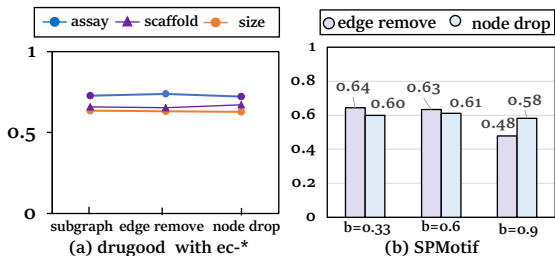 assay scaffold size
1
0.5
0
subgraph edge remove node drop
(a) drugood with ec-*
edge remove node drop
1
0.8
0.6
0.4
0.2
0
0.64
0.60
0.63
0.61
0.48
0.58
b=0.33 b=0.6 b=0.9
(b) SPMotif